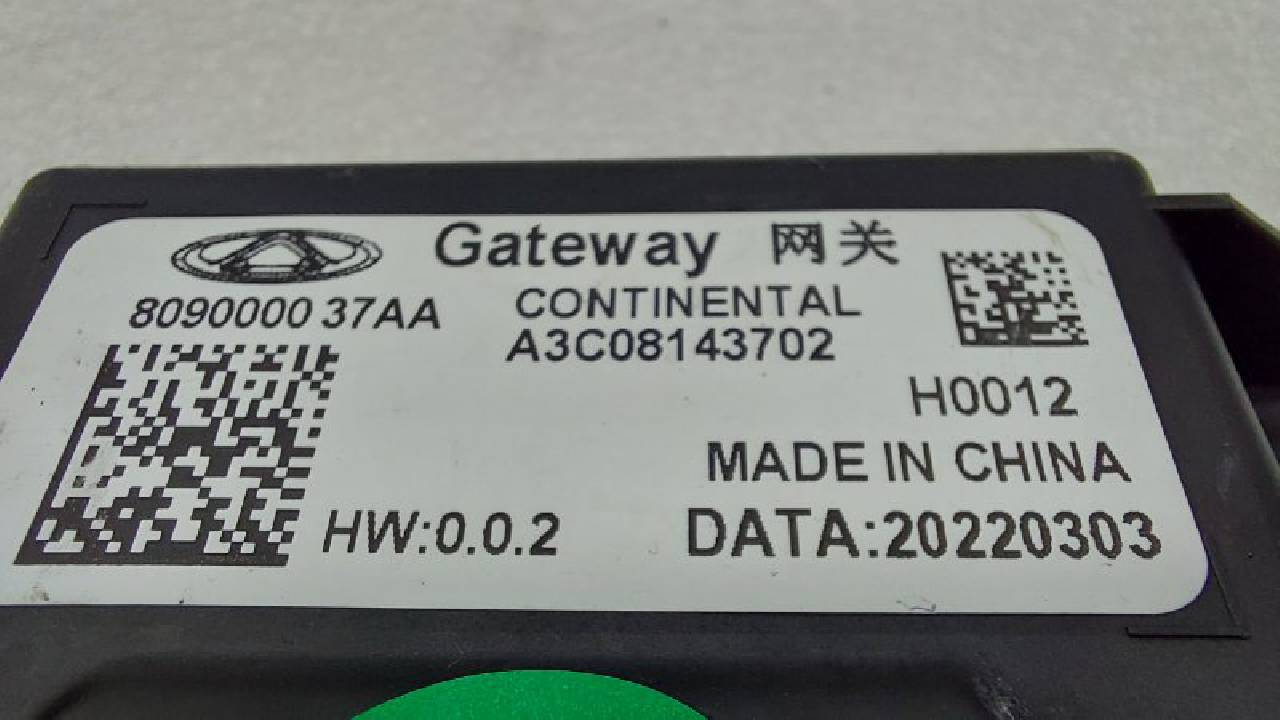 Gateway 网关
809000037AA
CONTINENTAL
A3C08143702
H0012
MADE IN CHINA
HW:0.0.2
DATA:20220303